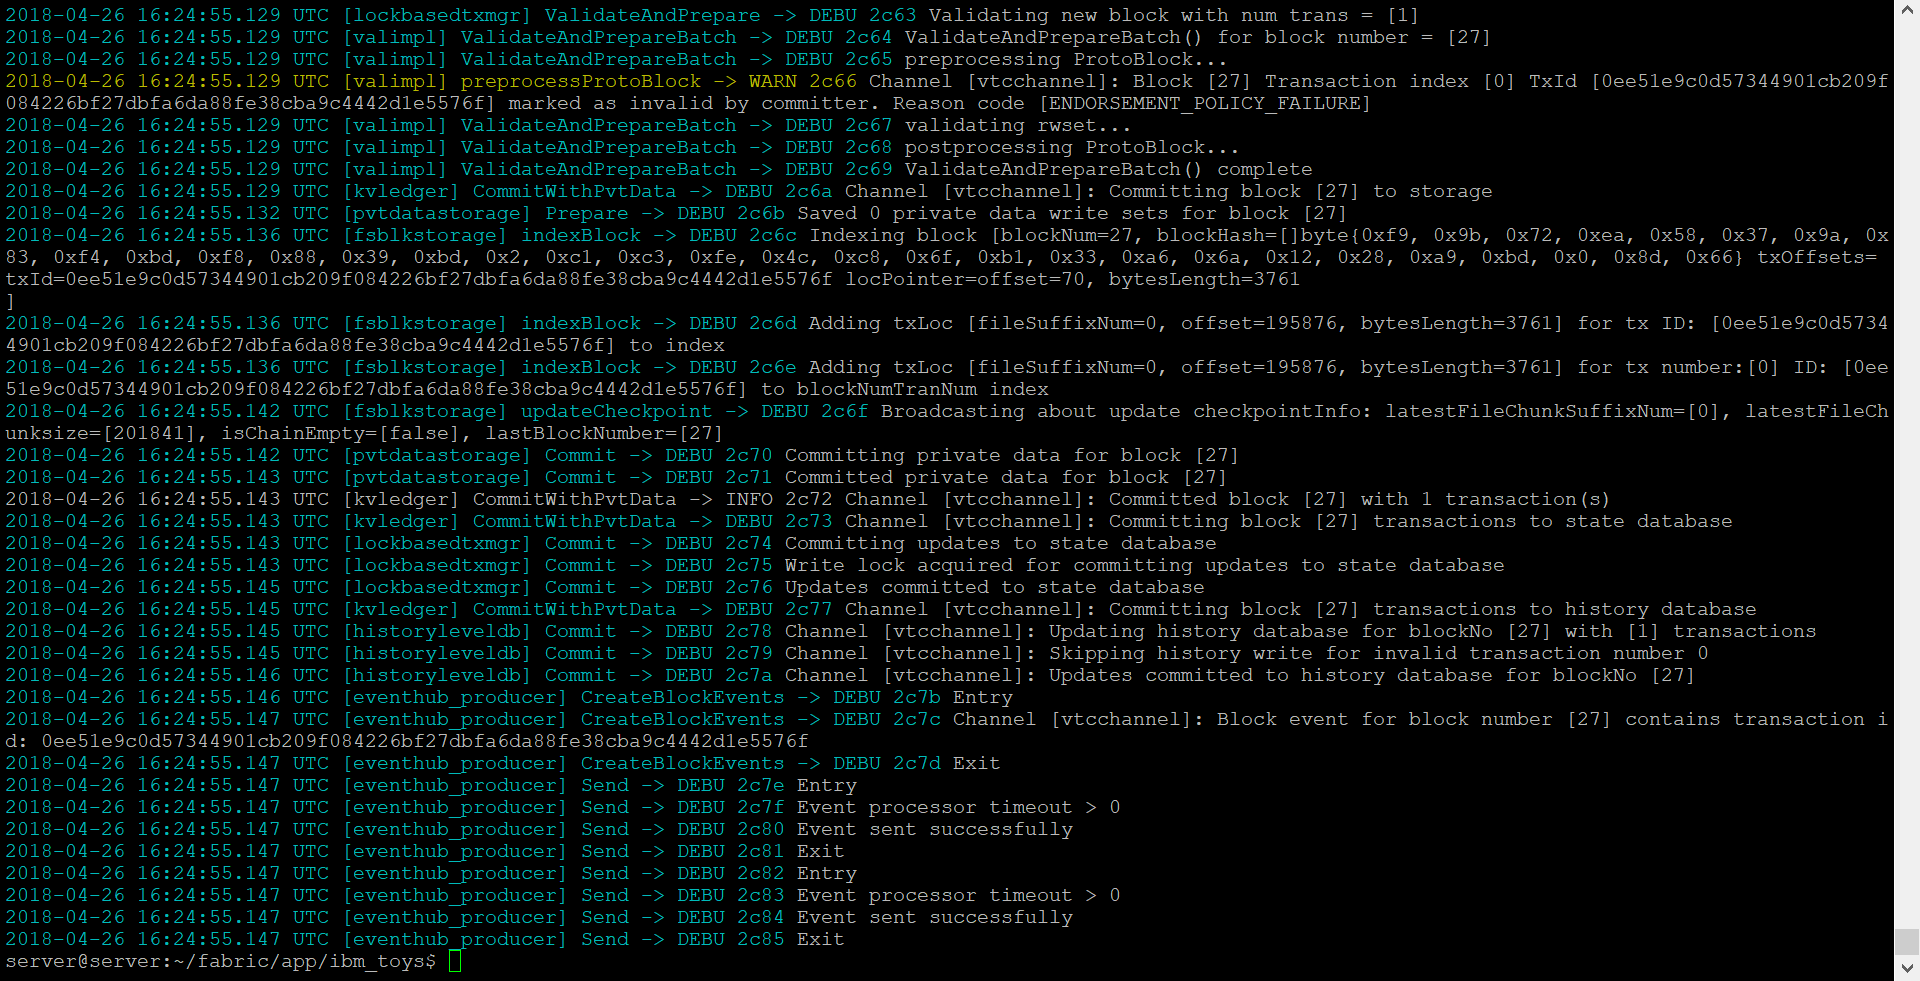 2018-04-26 16:24:55.129 UTC [lockbasedtxmgr] ValidateAndPrepare -> DEBU 2c63 Validating new block with num trans = [1]
2018-04-26 16:24:55.129 UTC [valimpl] ValidateAndPrepareBatch -> DEBU 2c64 ValidateAndPrepareBatch() for block number = [27]
2018-04-26 16:24:55.129 UTC [valimpl] ValidateAndPrepareBatch -> DEBU 2c65 preprocessing ProtoBlock...
2018-04-26 16:24:55.129 UTC [valimpl] preprocessProtoBlock -> WARN 2c66 Channel [vtcchannel]: Block [27] Transaction index [0] TxId [0ee51e9c0d57344901cb209f
084226bf27dbfa6da88fe38cba9c4442d1e5576f] marked as invalid by committer. Reason code [ENDORSEMENT_POLICY_FAILURE]
2018-04-26 16:24:55.129 UTC [valimpl] ValidateAndPrepareBatch -> DEBU 2c67 validating rwset...
2018-04-26 16:24:55.129 UTC [valimpl] ValidateAndPrepareBatch -> DEBU 2c68 postprocessing ProtoBlock...
2018-04-26 16:24:55.129 UTC [valimpl] ValidateAndPrepareBatch -> DEBU 2c69 ValidateAndPrepareBatch() complete
2018-04-26 16:24:55.129 UTC [kvledger] CommitWithPvtData -> DEBU 2c6a Channel [vtcchannel]: Committing block [27] to storage
2018-04-26 16:24:55.132 UTC [pvtdatastorage] Prepare -> DEBU 2c6b Saved 0 private data write sets for block [27]
2018-04-26 16:24:55.136 UTC [fsblkstorage] indexBlock -> DEBU 2c6c Indexing block [blockNum=27, blockHash=[]byte{0xf9, 0x9b, 0x72, 0xea, 0x58, 0x37, 0x9a, 0x
83, 0xf4, 0xbd, 0xf8, 0x88, 0x39, 0xbd, 0x2, 0xc1, 0xc3, 0xfe, 0x4c, 0xc8, 0x6f, 0xb1, 0x33, 0xa6, 0x6a, 0x12, 0x28, 0xa9, 0xbd, 0x0, 0x8d, 0x66} txOffsets=
txId=0ee51e9c0d57344901cb209f084226bf27dbfa6da88fe38cba9c4442d1e5576f locPointer=offset=70, bytesLength=3761
]
2018-04-26 16:24:55.136 UTC [fsblkstorage] indexBlock -> DEBU 2c6d Adding txLoc [fileSuffixNum=0, offset=195876, bytesLength=3761] for tx ID: [0ee51e9c0d5734
4901cb209f084226bf27dbfa6da88fe38cba9c4442d1e5576f] to index
2018-04-26 16:24:55.136 UTC [fsblkstorage] indexBlock -> DEBU 2c6e Adding txLoc [fileSuffixNum=0, offset=195876, bytesLength=3761] for tx number:[0] ID: [0ee
51e9c0d57344901cb209f084226bf27dbfa6da88fe38cba9c4442d1e5576f] to blockNumTranNum index
2018-04-26 16:24:55.142 UTC [fsblkstorage] updateCheckpoint -> DEBU 2c6f Broadcasting about update checkpointInfo: latestFileChunkSuffixNum=[0], latestFileCh
unksize=[201841], isChainEmpty=[false], lastBlockNumber=[27]
2018-04-26 16:24:55.142 UTC [pvtdatastorage] Commit -> DEBU 2c70 Committing private data for block [27]
2018-04-26 16:24:55.143 UTC [pvtdatastorage] Commit -> DEBU 2c71 Committed private data for block [27]
2018-04-26 16:24:55.143 UTC [kvledger] CommitWithPvtData -> INFO 2c72 Channel [vtcchannel]: Committed block [27] with 1 transaction(s)
2018-04-26 16:24:55.143 UTC [kvledger] CommitWithPvtData -> DEBU 2c73 Channel [vtcchannel]: Committing block [27] transactions to state database
2018-04-26 16:24:55.143 UTC [lockbasedtxmgr] Commit -> DEBU 2c74 Committing updates to state database
2018-04-26 16:24:55.143 UTC [lockbasedtxmgr] Commit -> DEBU 2c75 Write lock acquired for committing updates to state database
2018-04-26 16:24:55.145 UTC [lockbasedtxmgr] Commit -> DEBU 2c76 Updates committed to state database
2018-04-26 16:24:55.145 UTC [kvledger] CommitWithPvtData -> DEBU 2c77 Channel [vtcchannel]: Committing block [27] transactions to history database
2018-04-26 16:24:55.145 UTC [historyleveldb] Commit -> DEBU 2c78 Channel [vtcchannel]: Updating history database for blockNo [27] with [1] transactions
2018-04-26 16:24:55.145 UTC [historyleveldb] Commit -> DEBU 2c79 Channel [vtcchannel]: Skipping history write for invalid transaction number 0
2018-04-26 16:24:55.146 UTC [historyleveldb] Commit -> DEBU 2c7a Channel [vtcchannel]: Updates committed to history database for blockNo [27]
2018-04-26 16:24:55.146 UTC [eventhub_producer] CreateBlockEvents -> DEBU 2c7b Entry
2018-04-26 16:24:55.147 UTC [eventhub_producer] CreateBlockEvents -> DEBU 2c7c Channel [vtcchannel]: Block event for block number [27] contains transaction i
d: 0ee51e9c0d57344901cb209f084226bf27dbfa6da88fe38cba9c4442d1e5576f
2018-04-26 16:24:55.147 UTC [eventhub_producer] CreateBlockEvents -> DEBU 2c7d Exit
2018-04-26 16:24:55.147 UTC [eventhub_producer] Send -> DEBU 2c7e Entry
2018-04-26 16:24:55.147 UTC [eventhub_producer] Send -> DEBU 2c7f Event processor timeout > 0
2018-04-26 16:24:55.147 UTC [eventhub_producer] Send -> DEBU 2c80 Event sent successfully
2018-04-26 16:24:55.147 UTC [eventhub_producer] Send -> DEBU 2c81 Exit
2018-04-26 16:24:55.147 UTC [eventhub_producer] Send -> DEBU 2c82 Entry
2018-04-26 16:24:55.147 UTC [eventhub_producer] Send -> DEBU 2c83 Event processor timeout > 0
2018-04-26 16:24:55.147 UTC [eventhub_producer] Send -> DEBU 2c84 Event sent successfully
2018-04-26 16:24:55.147 UTC [eventhub_producer] Send -> DEBU 2c85 Exit
server@server:~/fabric/app/ibm_toys$